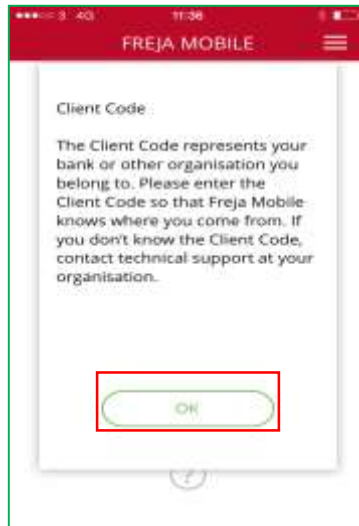 3 4G 11:36
FREJA MOBILE
Client Code
The Client Code represents your
bank or other organisation you
belong to. Please enter the
Client Code so that Freja Mobile
knows where you come from. If
you don't know the Client Code,
contact technical support at your
organisation.
OK
?